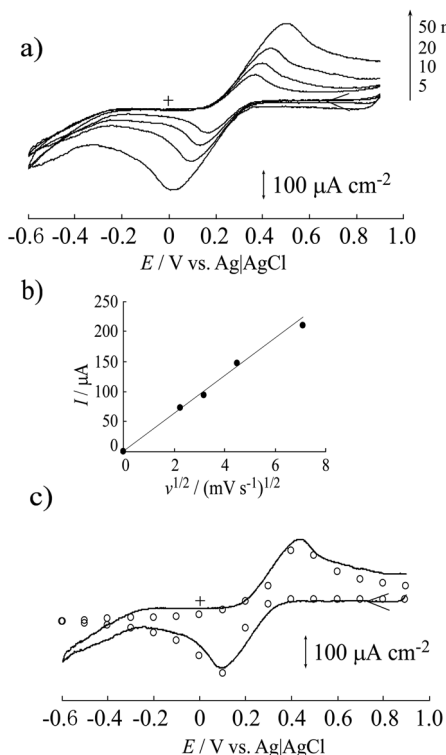 a)
50 m
20
10
5
+
100 μA cm-2
-0.6 -0.4 -0.2 0 0.2 0.4 0.6 0.8 1.0
E / V vs. Ag|AgCl
b)
250
200
150
100
50
0
I / μA
0 2 4 6 8
v1/2 / (mV s-1)1/2
c)
+
100 μA cm-2
-0.6 -0.4 -0.2 0 0.2 0.4 0.6 0.8 1.0
E / V vs. Ag|AgCl